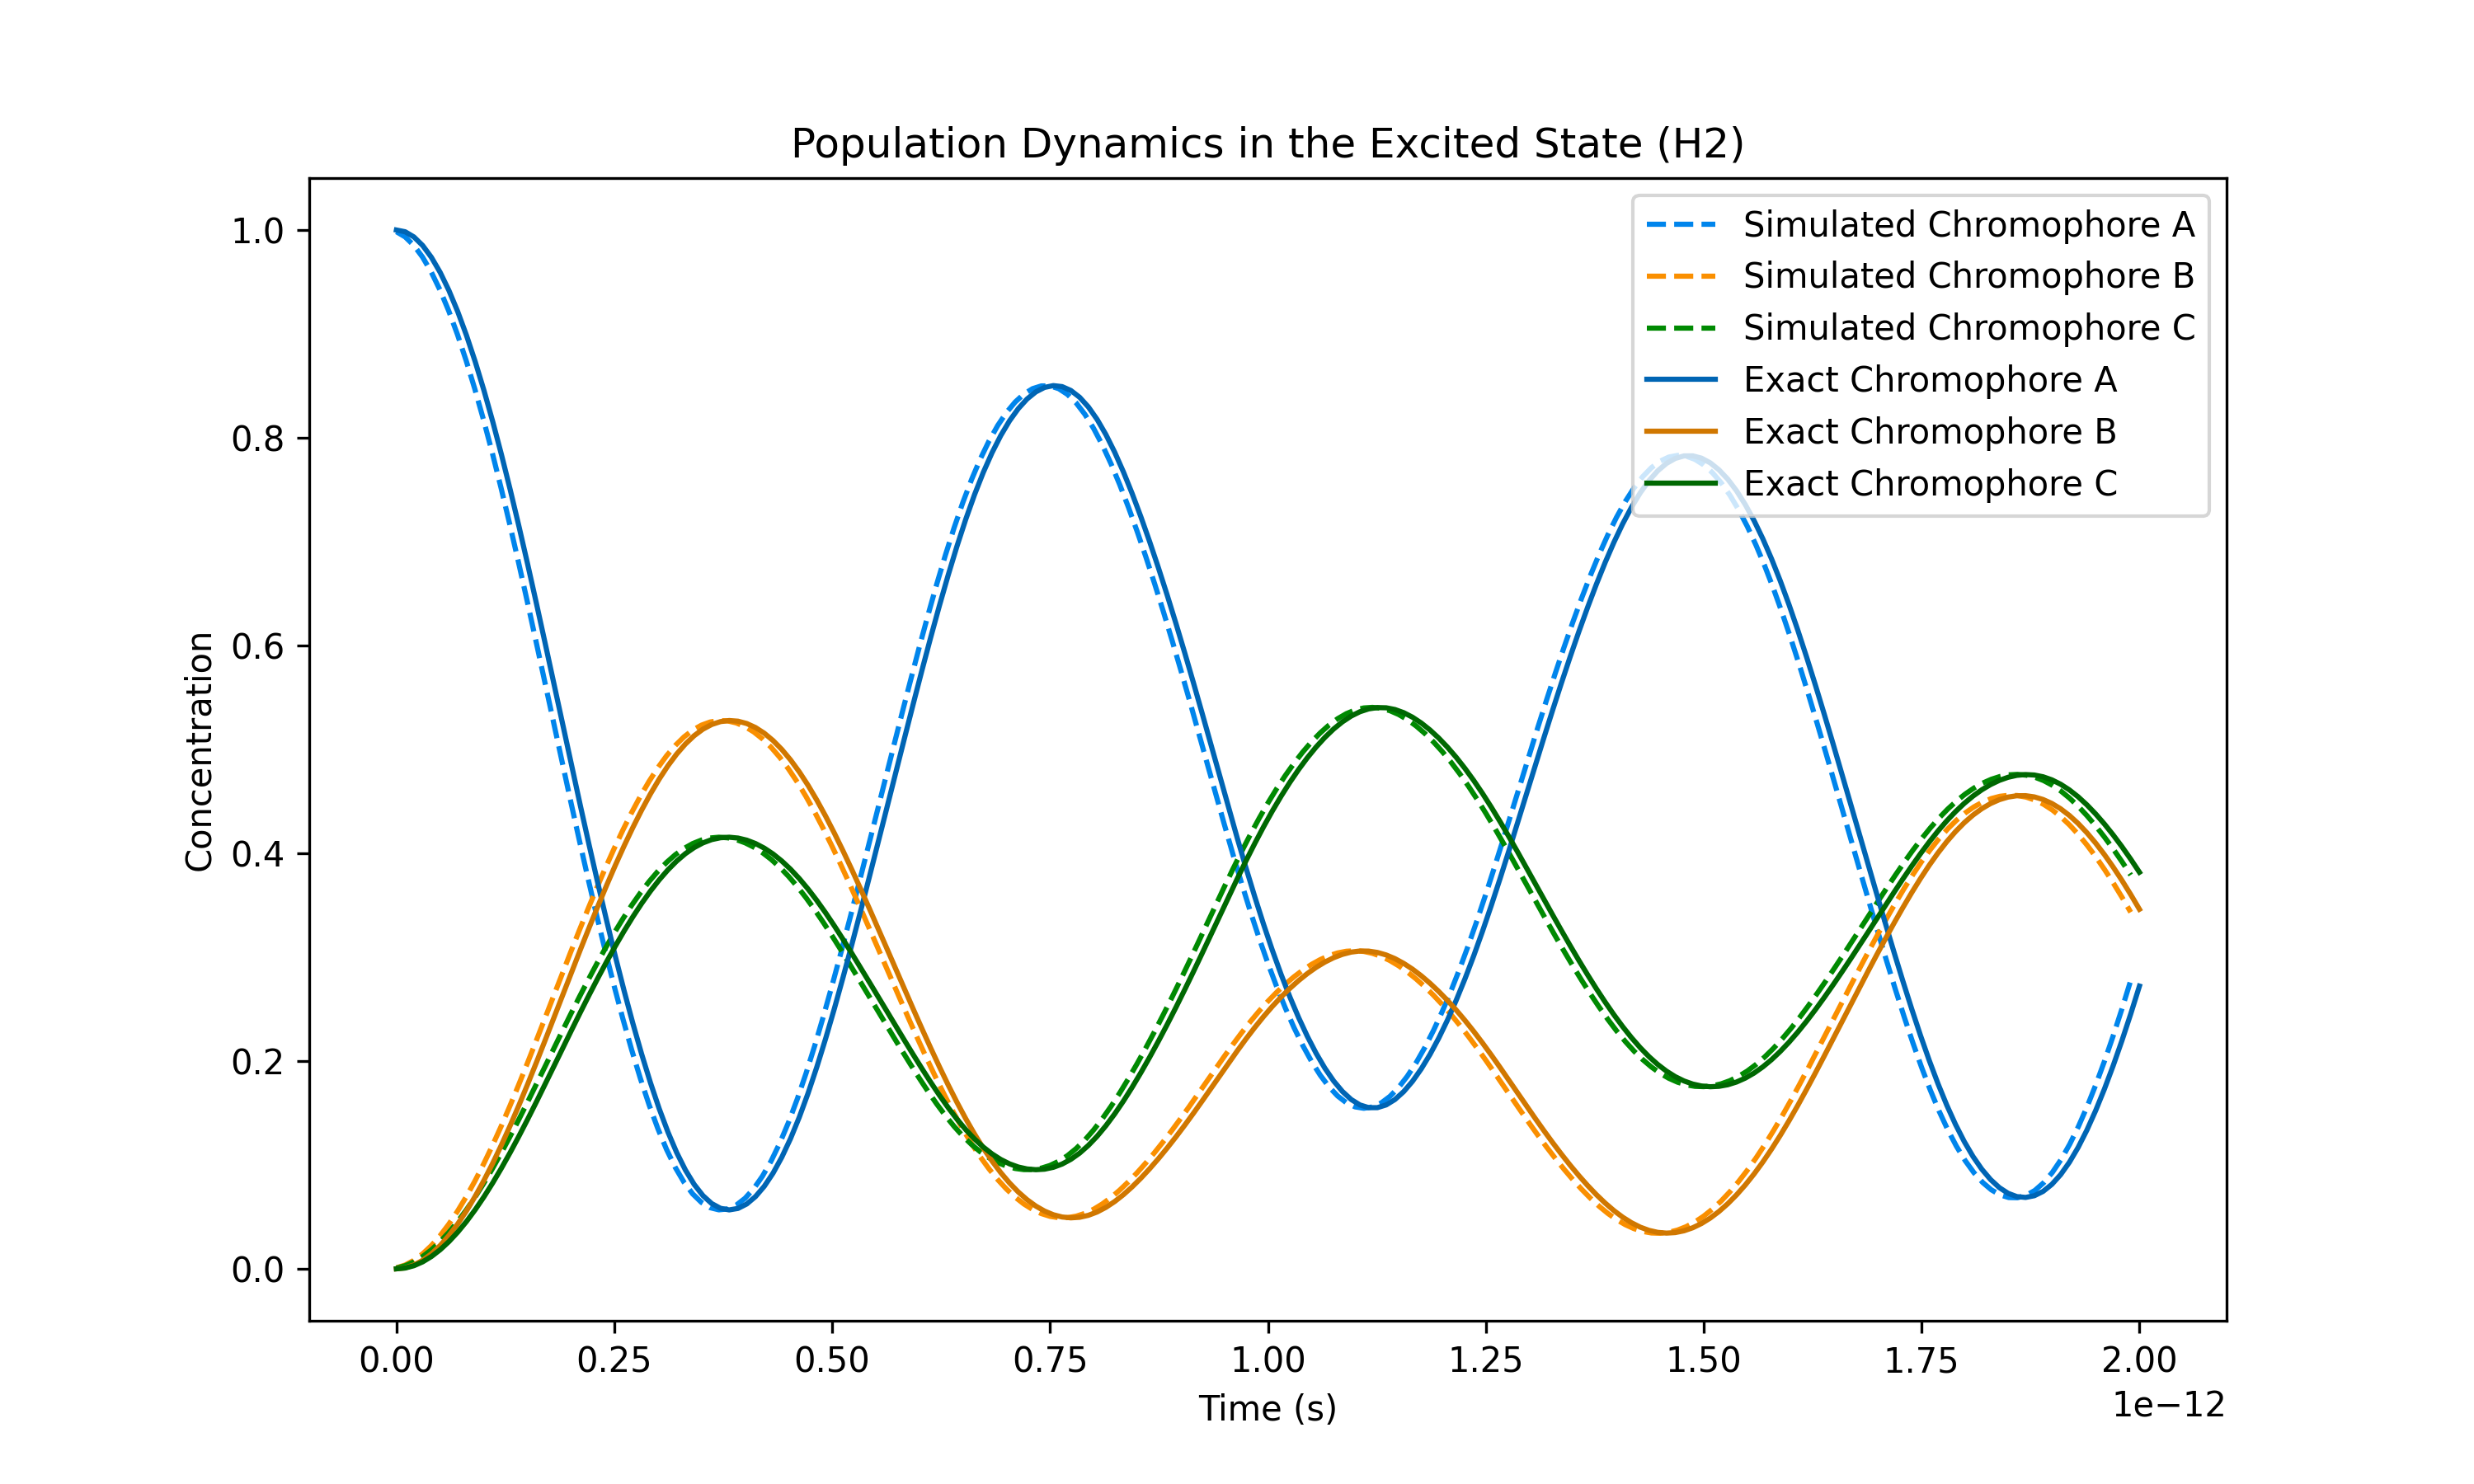 Population Dynamics in the Excited State (H2)
Simulated Chromophore A
Simulated Chromophore B
Simulated Chromophore C
Exact Chromophore A
Exact Chromophore B
Exact Chromophore C
Concentration
1.0
0.8
0.6
0.4
0.2
0.0
0.00 0.25 0.50 0.75 1.00 1.25 1.50 1.75 2.00
Time (s)
1e−12